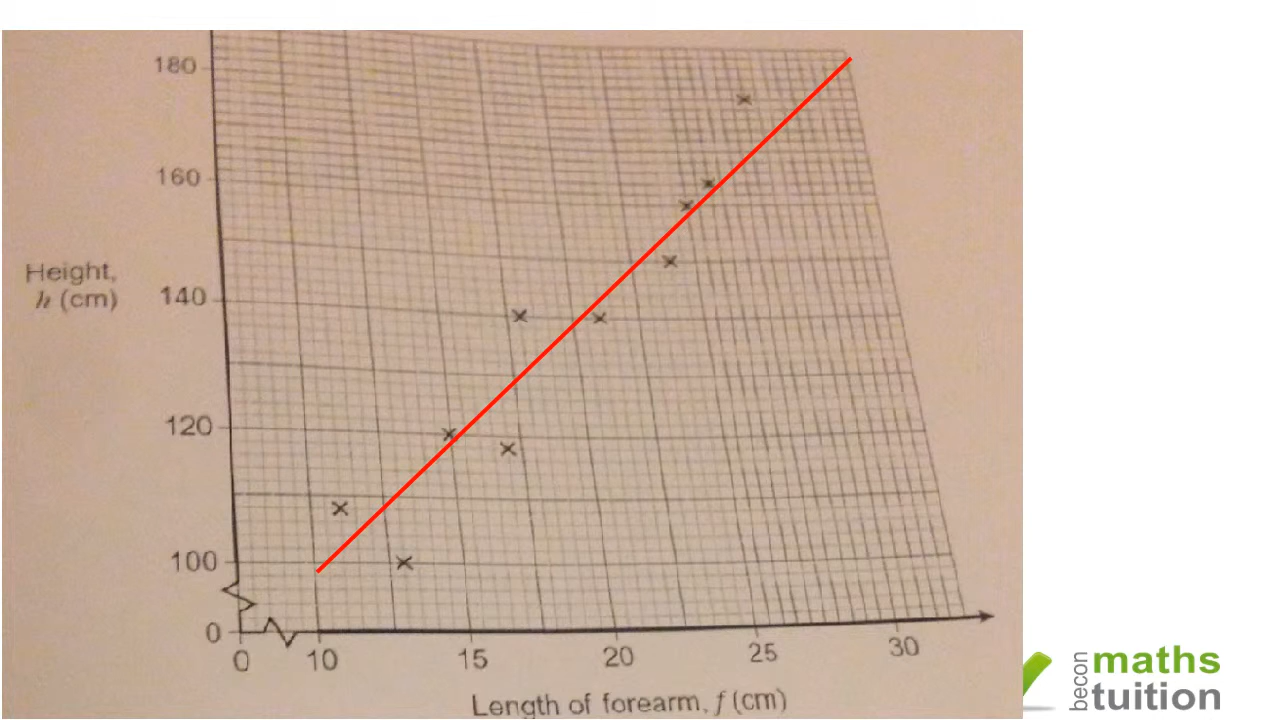 180
160
Height,
h (cm)
140
120
100
0
0 10 15 20 25 30
Length of forearm, f (cm)
becon
maths
tuition